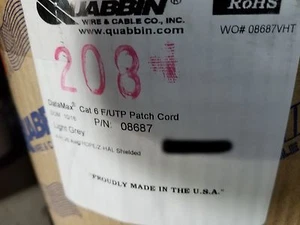 QUABBIN
WIRE & CABLE CO., INC.
www.quabbin.com
RoHS
WO# 08687VHT
208
DataMax® Cat 6 F/UTP Patch Cord
P/N: 08687
Light Grey
Shielded
"PROUDLY MADE IN THE U.S.A."